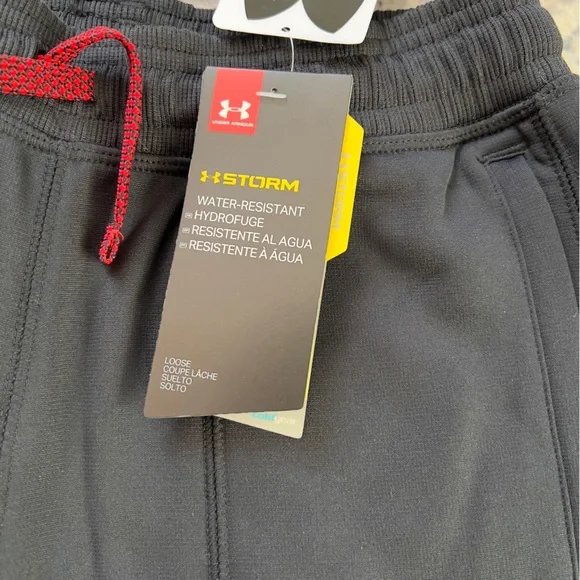 UNDER ARMOUR
STORM
WATER-RESISTANT
HYDROFUGE
RESISTENTE AL AGUA
RESISTENTE À ÁGUA
LOOSE
COUPE LÂCHE
SUELTO
SOLTO